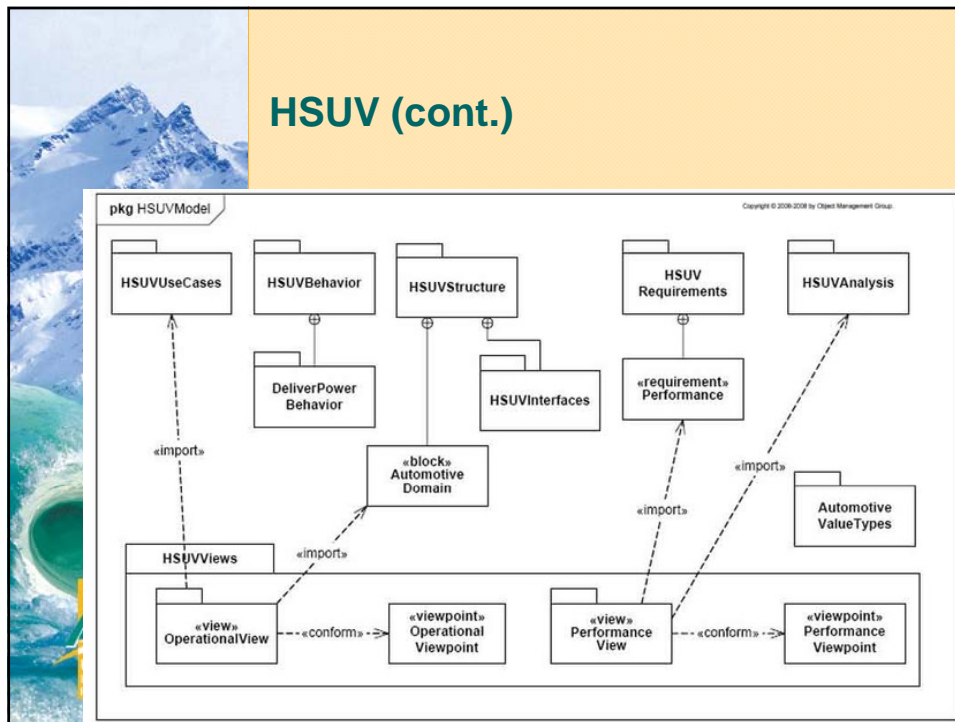 HSUV (cont.)
pkg HSUVModel
Copyright © 2006-2008 by Object Management Group.
HSUVUseCases
HSUVBehavior
HSUVStructure
HSUV
Requirements
HSUVAnalysis
DeliverPower
Behavior
HSUVInterfaces
«requirement»
Performance
«import»
«block»
Automotive
Domain
«import»
Automotive
ValueTypes
«import»
«import»
HSUVViews
«view»
OperationalView
«conform»
«viewpoint»
Operational
Viewpoint
«view»
Performance
View
«conform»
«viewpoint»
Performance
Viewpoint